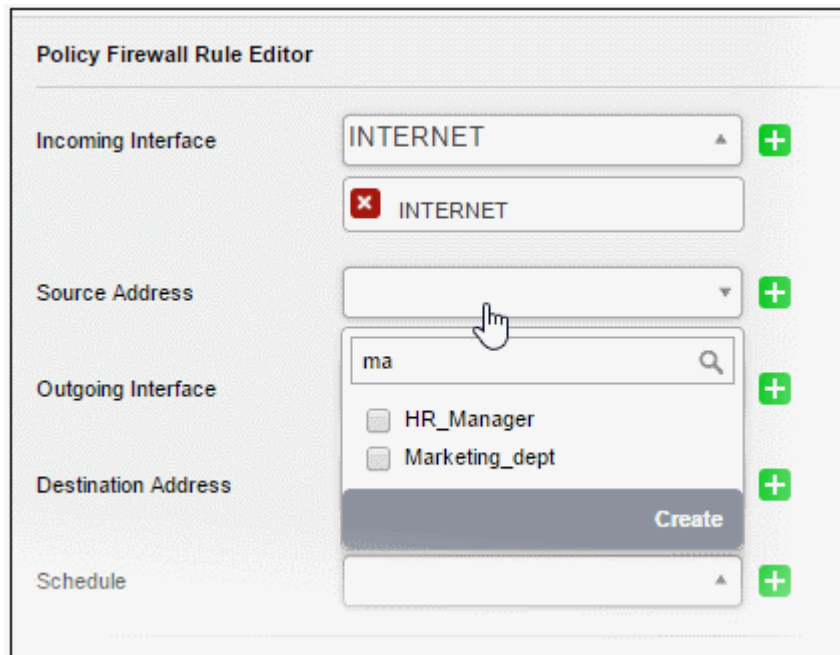 Policy Firewall Rule Editor
Incoming Interface
INTERNET
INTERNET
Source Address
ma
Outgoing Interface
HR_Manager
Marketing_dept
Destination Address
Create
Schedule